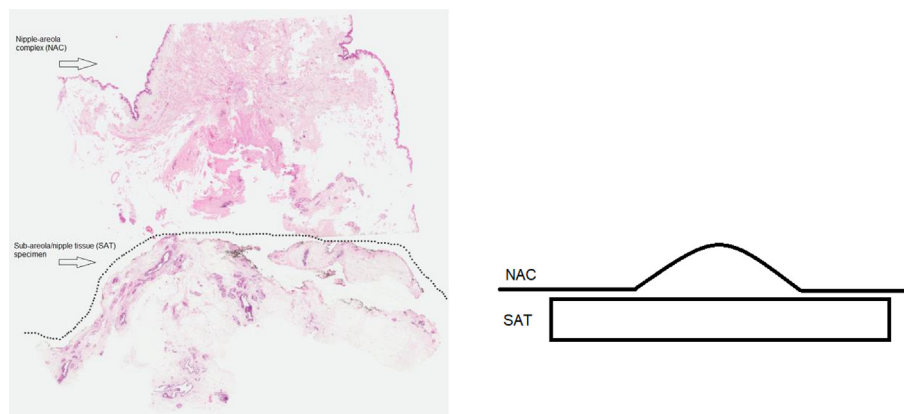 Nipple-areola
complex (NAC)
Sub-areola/nipple tissue (SAT)
specimen
NAC
SAT